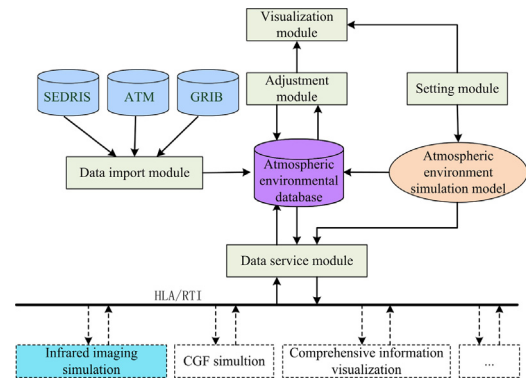 Visualization
module
SEDRIS
ATM
GRIB
Adjustment
module
Setting module
Data import module
Atmospheric
environmental
database
Atmospheric
environment
simulation model
Data service module
HLA/RTI
Infrared imaging
simulation
CGF simultion
Comprehensive information
visualization
...